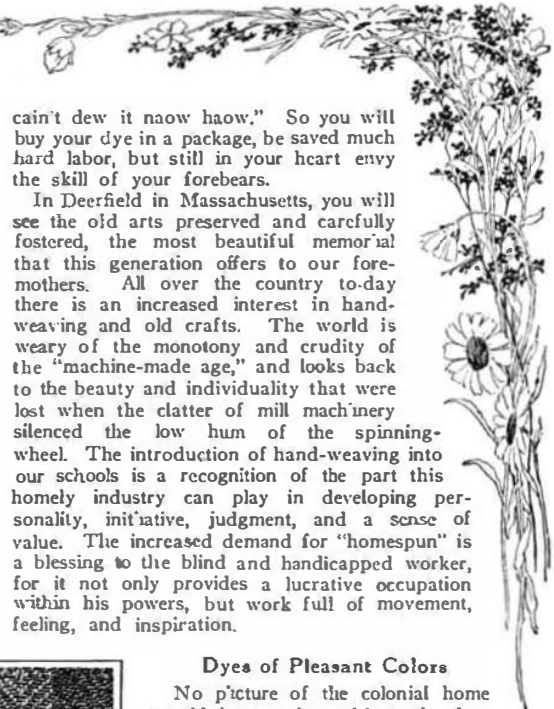 cain't dew it naow haow." So you will
buy your dye in a package, be saved much
hard labor, but still in your heart envy
the skill of your forebears.
In Deerfield in Massachusetts, you will
see the old arts preserved and carefully
fostered, the most beautiful memorial
that this generation offers to our fore-
mothers. All over the country to-day
there is an increased interest in hand-
weaving and old crafts. The world is
weary of the monotony and crudity of
the "machine-made age," and looks back
to the beauty and individuality that were
lost when the clatter of mill machinery
silenced the low hum of the spinning-
wheel. The introduction of hand-weaving into
our schools is a recognition of the part this
homely industry can play in developing per-
sonality, initiative, judgment, and a sense of
value. The increased demand for "homespun" is
a blessing to the blind and handicapped worker,
for it not only provides a lucrative occupation
within his powers, but work full of movement,
feeling, and inspiration.
Dyes of Pleasant Colors
No picture of the colonial home